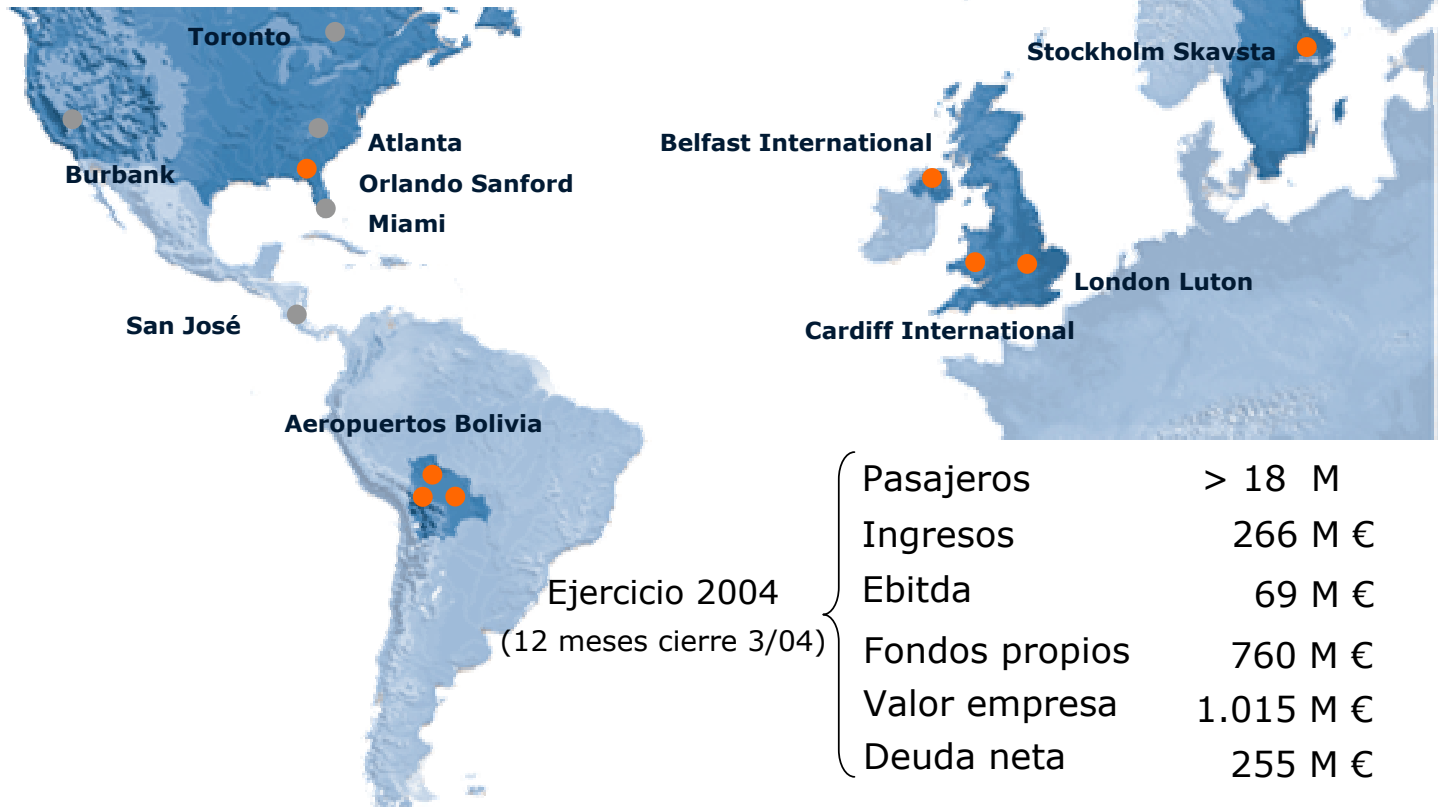 Toronto
Stockholm Skavsta
Atlanta
Belfast International
Burbank
Orlando Sanford
Miami
London Luton
San José
Cardiff International
Aeropuertos Bolivia
Ejercicio 2004
(12 meses cierre 3/04)
Pasajeros > 18 M
Ingresos 266 M €
Ebitda 69 M €
Fondos propios 760 M €
Valor empresa 1.015 M €
Deuda neta 255 M €